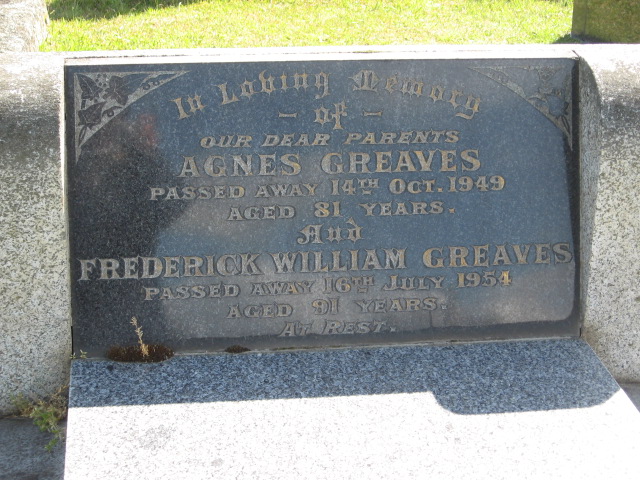 In Loving Memory
- of -
OUR DEAR PARENTS
AGNES GREAVES
PASSED AWAY 14TH OCT. 1949
AGED 81 YEARS.
And
FREDERICK WILLIAM GREAVES
PASSED AWAY 16TH JULY 1954
AGED 91 YEARS.
AT REST.